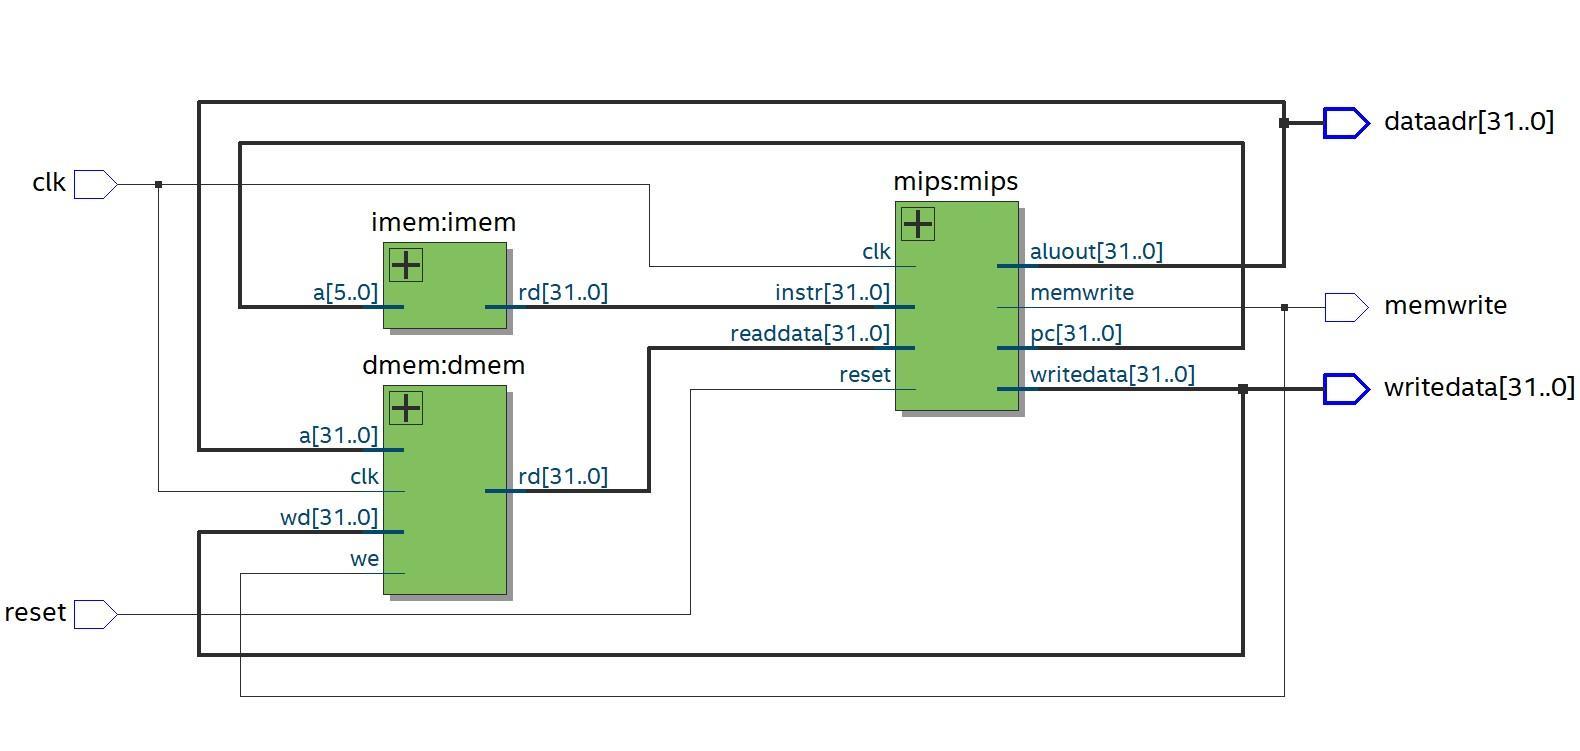 dataadr[31..0]
clk
mips:mips
imem:imem
clk
aluout[31..0]
a[5..0]
rd[31..0]
instr[31..0]
memwrite
memwrite
readdata[31..0]
pc[31..0]
dmem:dmem
reset
writedata[31..0]
writedata[31..0]
a[31..0]
clk
rd[31..0]
wd[31..0]
we
reset